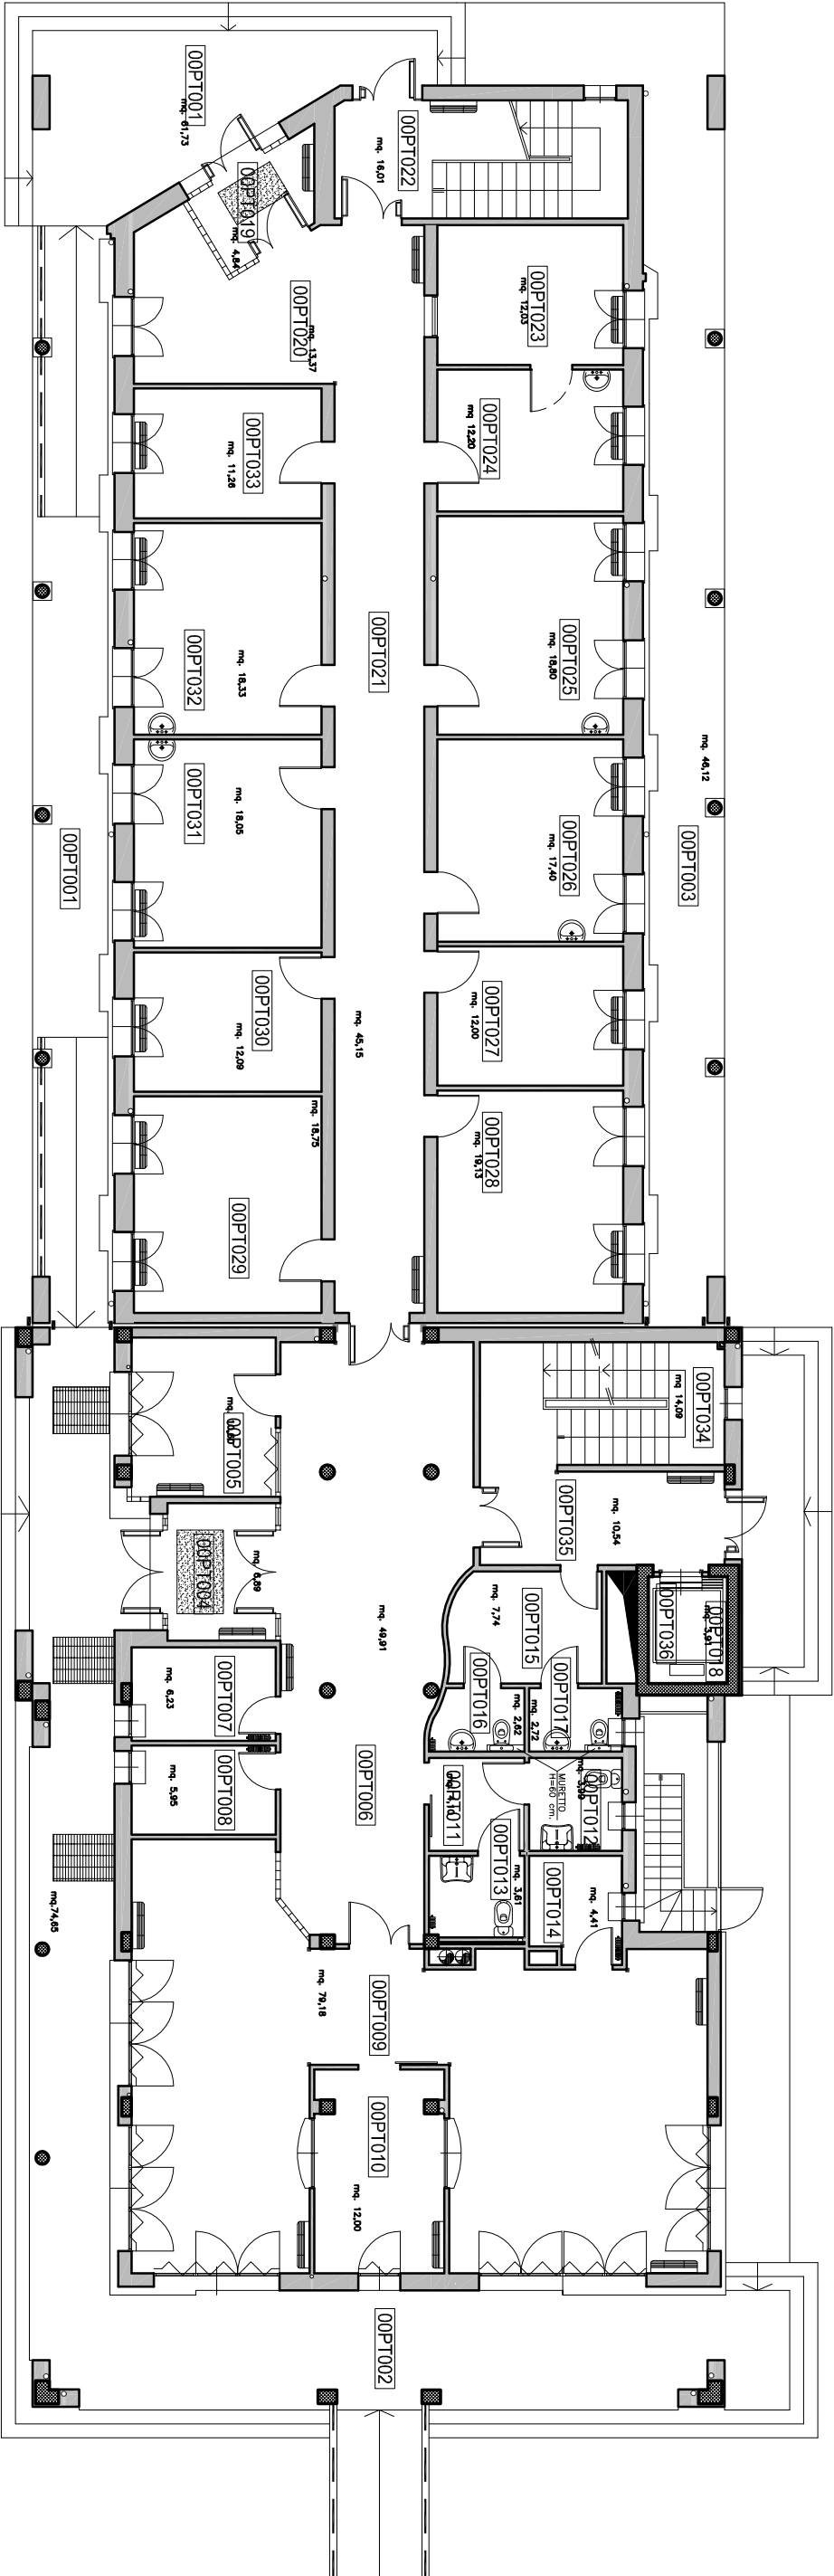 00PT001
mq. 61,73
00PT019
mq. 4,84
00PT022
mq. 16,01
00PT020
mq. 13,37
00PT023
mq. 12,03
00PT024
mq. 12,20
00PT033
mq. 11,26
00PT032
mq. 18,33
00PT021
mq. 45,15
00PT025
mq. 18,80
00PT031
mq. 18,05
00PT026
mq. 17,40
00PT001
00PT003
mq. 46,12
00PT030
mq. 12,09
00PT027
mq. 12,00
00PT029
mq. 18,75
00PT028
mq. 19,13
00PT034
mq 14,09
00PT005
00PT035
mq. 10,54
00PT004
mq. 6,89
00PT015
mq. 7,74
00PT036
00PT018
00PT007
mq. 6,23
00PT016
mq. 2,62
00PT017
mq. 2,72
00PT008
mq. 5,95
00PT006
mq. 49,91
00PT011
00PT012
mq. 3,99
MURETTO
H=60 cm.
00PT013
mq. 3,61
00PT014
mq. 4,41
mq.74,65
00PT009
mq. 79,18
00PT010
mq. 12,00
00PT002